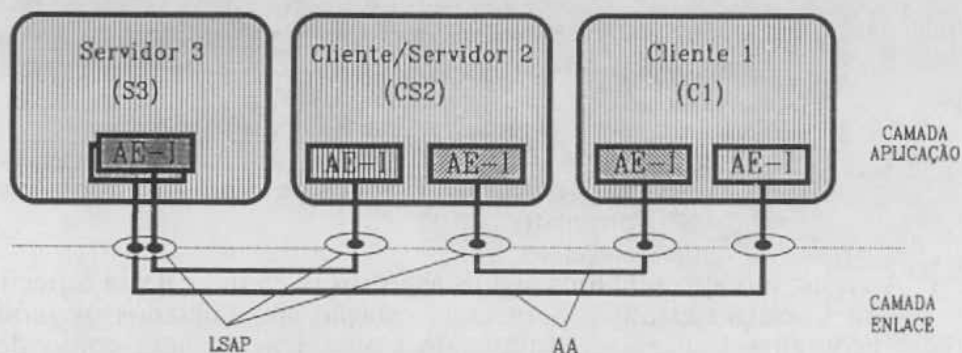 Servidor 3
(S3)
Cliente/Servidor 2
(CS2)
Cliente 1
(C1)
AE-I
AE-I
AE-I
AE-I
AE-I
CAMADA
APLICAÇÃO
CAMADA
ENLACE
LSAP
AA